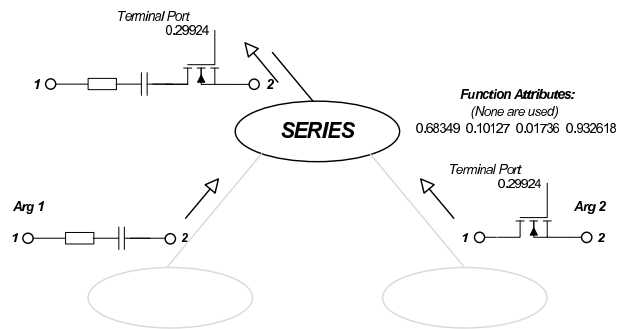 Terminal Port
0.29924
1
2
Function Attributes:
(None are used)
SERIES
0.68349 0.10127 0.01736 0.932618
Terminal Port
0.29924
Arg 1
Arg 2
1
2
1
2